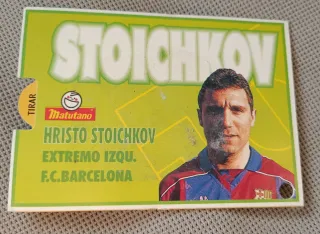 STOICHKOV
TIRAR
Matutano
HRISTO STOICHKOV
EXTREMO IZQU.
F.C.BARCELONA